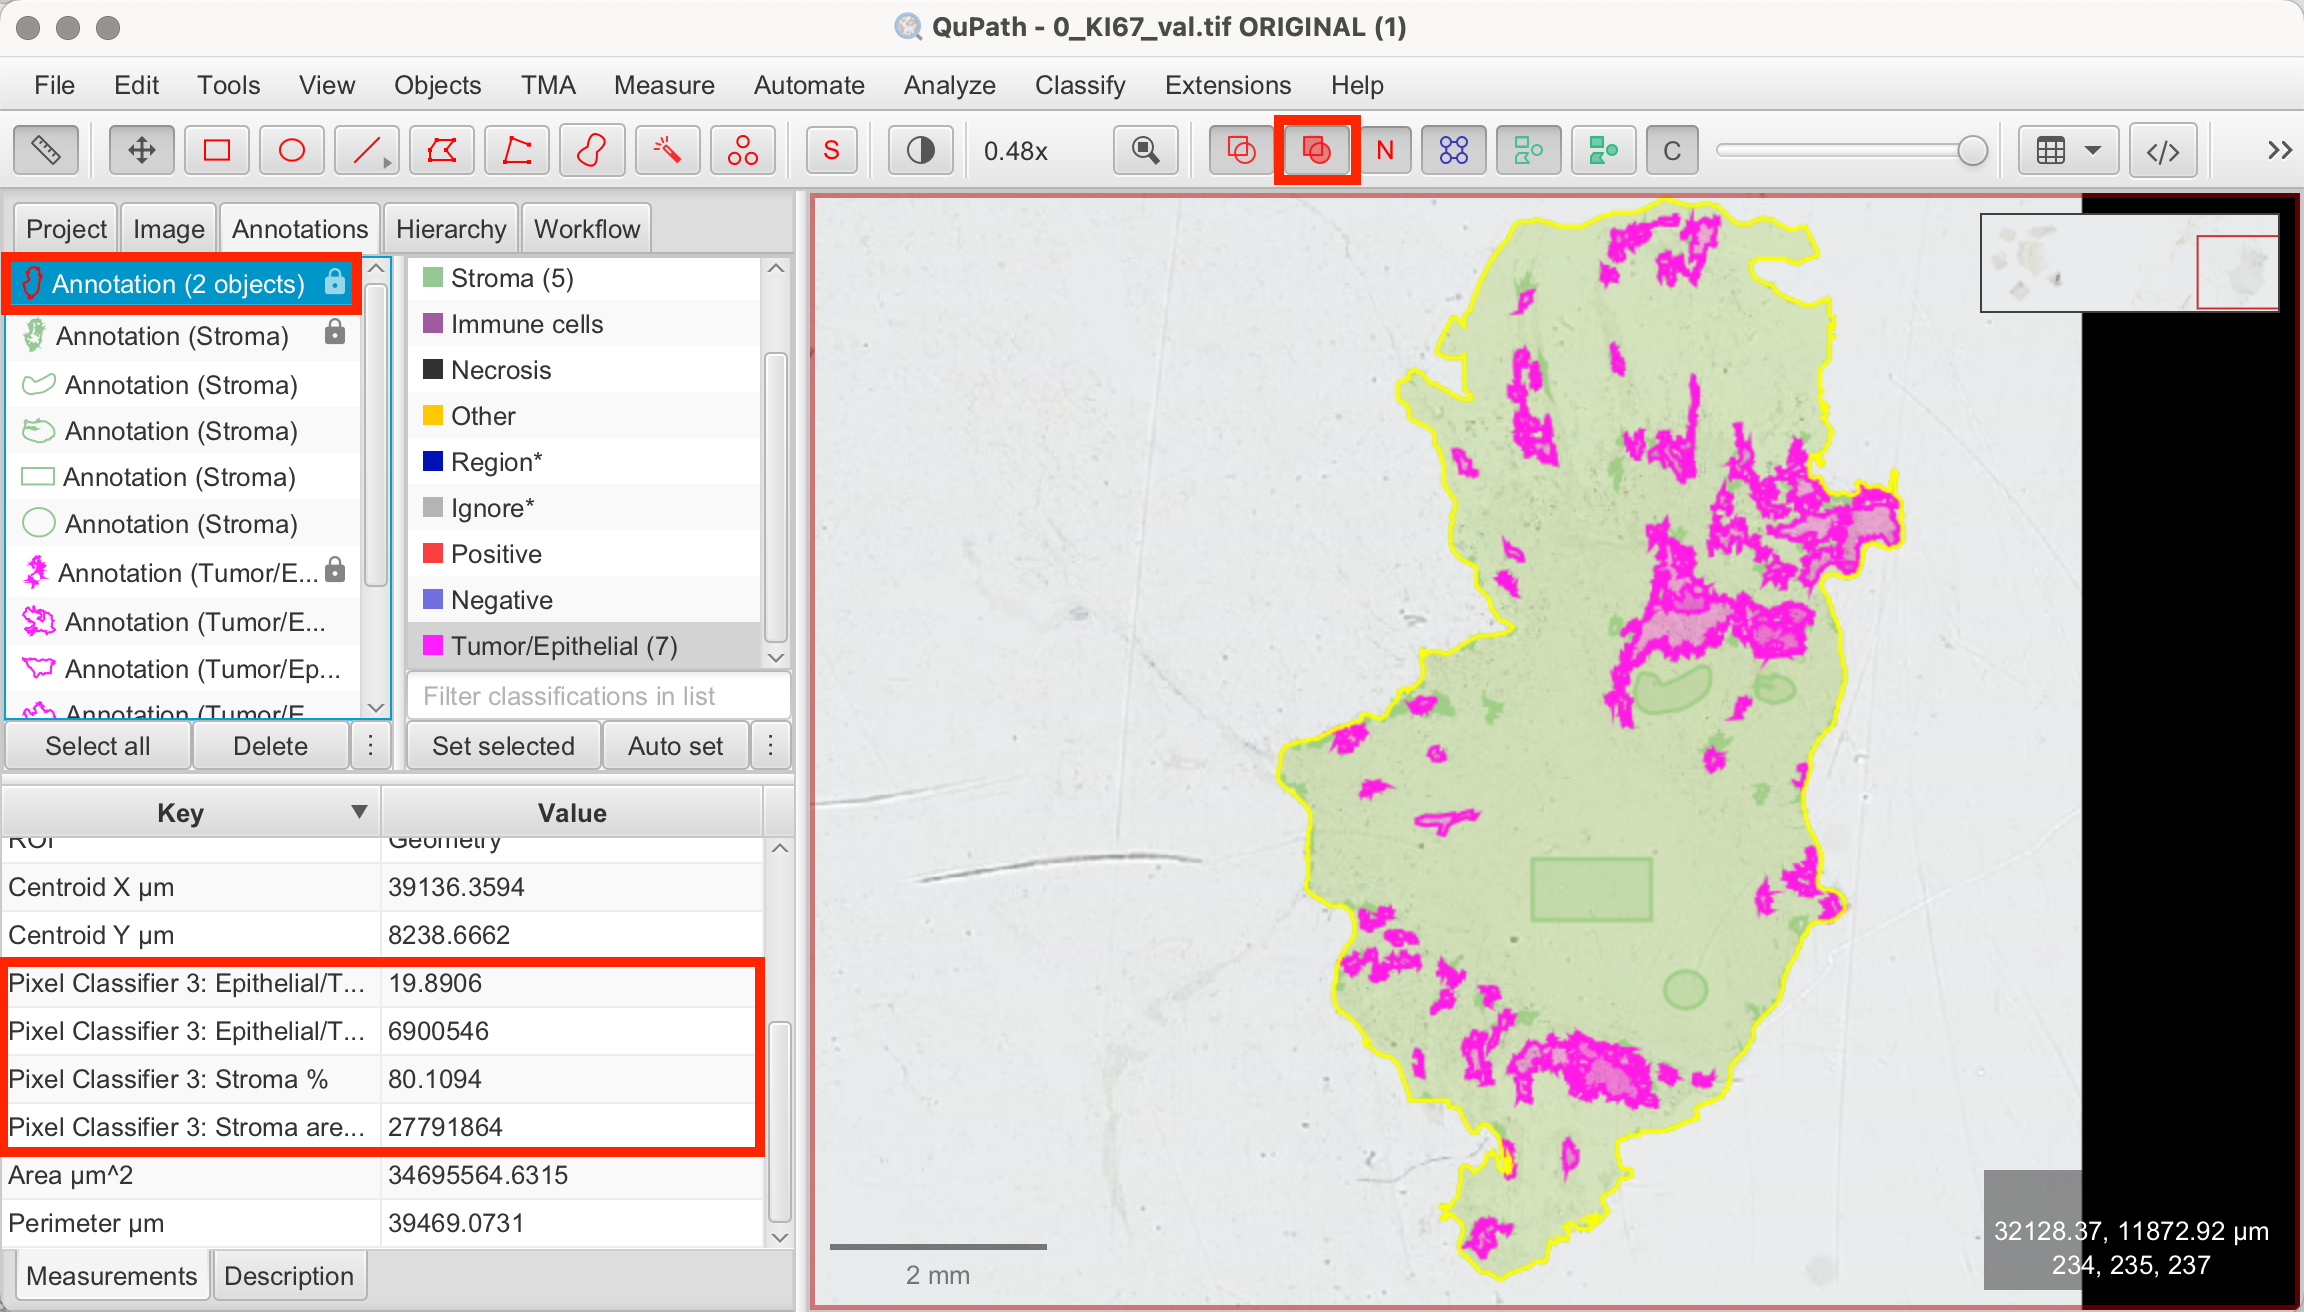 QuPath - 0_KI67_val.tif ORIGINAL (1)
File Edit Tools View Objects TMA Measure Automate Analyze Classify Extensions Help
S 0.48x N C </> >>
Project Image Annotations Hierarchy Workflow
Annotation (2 objects)
Annotation (Stroma)
Annotation (Stroma)
Annotation (Stroma)
Annotation (Stroma)
Annotation (Stroma)
Annotation (Tumor/E...
Annotation (Tumor/E...
Annotation (Tumor/Ep...
Annotation (Tumor/E
Select all Delete
Stroma (5)
Immune cells
Necrosis
Other
Region*
Ignore*
Positive
Negative
Tumor/Epithelial (7)
Filter classifications in list
Set selected Auto set
Key Value
ROI Geometry
Centroid X µm 39136.3594
Centroid Y µm 8238.6662
Pixel Classifier 3: Epithelial/T... 19.8906
Pixel Classifier 3: Epithelial/T... 6900546
Pixel Classifier 3: Stroma % 80.1094
Pixel Classifier 3: Stroma are... 27791864
Area µm^2 34695564.6315
Perimeter µm 39469.0731
Measurements Description
2 mm
32128.37, 11872.92 µm
234, 235, 237